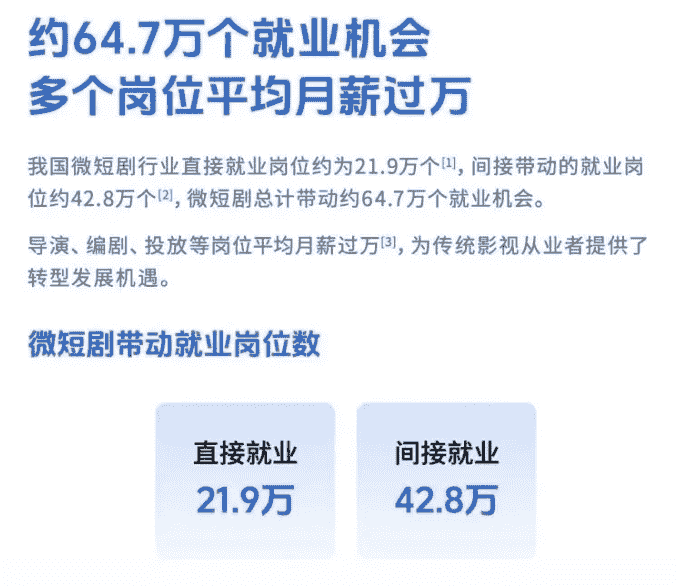 约64.7万个就业机会
多个岗位平均月薪过万
我国微短剧行业直接就业岗位约为21.9万个[1]，间接带动的就业岗
位约42.8万个[2]，微短剧总计带动约64.7万个就业机会。
导演、编剧、投放等岗位平均月薪过万[3]，为传统影视从业者提供了
转型发展机遇。
微短剧带动就业岗位数
直接就业
21.9万
间接就业
42.8万